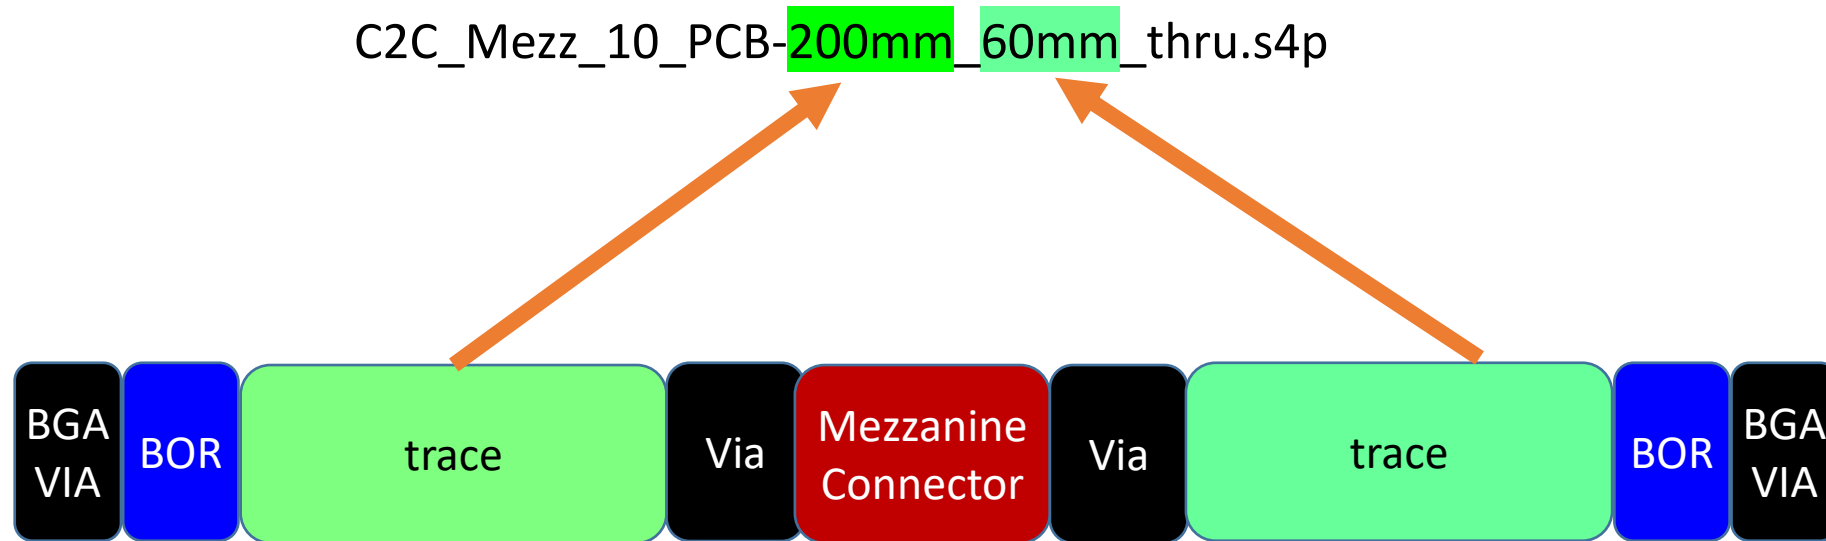 C2C_Mezz_10_PCB-200mm_60mm_thru.s4p
BGA
VIA
BOR
trace
Via
Mezzanine
Connector
Via
trace
BOR
BGA
VIA